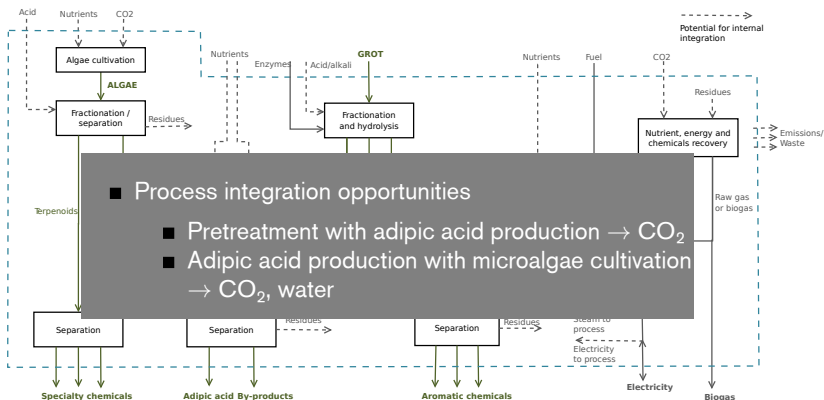 Acid
Nutrients
CO2
Potential for internal
integration
Algae cultivation
ALGAE
Nutrients
Enzymes
Acid/alkali
GROT
Nutrients
Fuel
CO2
Residues
Fractionation /
separation
Residues
Fractionation
and hydrolysis
Nutrient, energy and
chemicals recovery
Emissions/
Waste
Terpenoids
Raw gas
or biogas
■ Process integration opportunities
■ Pretreatment with adipic acid production → CO₂
■ Adipic acid production with microalgae cultivation
→ CO₂, water
Separation
Separation
Residues
Separation
Residues
Steam to
process
Electricity
to process
Specialty chemicals
Adipic acid By-products
Aromatic chemicals
Electricity
Biogas